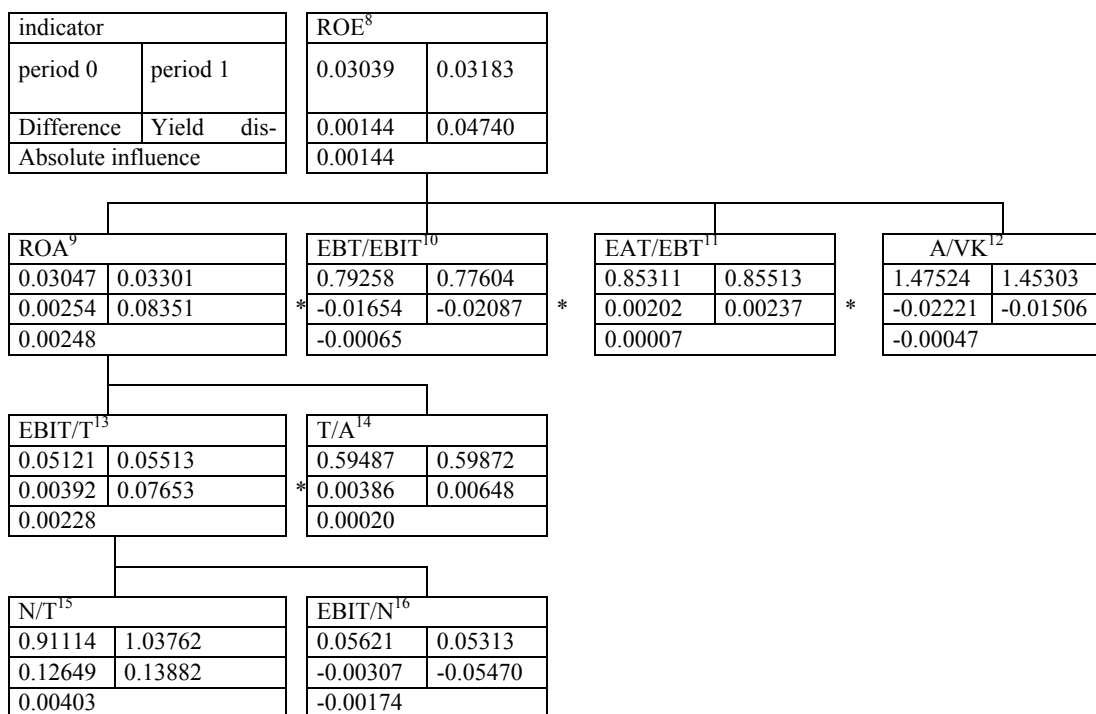 indicator ROE⁸
period 0 period 1 0.03039 0.03183
Difference Yield dis- 0.00144 0.04740
Absolute influence 0.00144
ROA⁹ EBT/EBIT¹⁰ EAT/EBT¹¹ A/VK¹²
0.03047 0.03301 0.79258 0.77604 0.85311 0.85513 1.47524 1.45303
0.00254 0.08351 * -0.01654 -0.02087 * 0.00202 0.00237 * -0.02221 -0.01506
0.00248 -0.00065 0.00007 -0.00047
EBIT/T¹³ T/A¹⁴
0.05121 0.05513 0.59487 0.59872
0.00392 0.07653 * 0.00386 0.00648
0.00228 0.00020
N/T¹⁵ EBIT/N¹⁶
0.91114 1.03762 0.05621 0.05313
0.12649 0.13882 -0.00307 -0.05470
0.00403 -0.00174